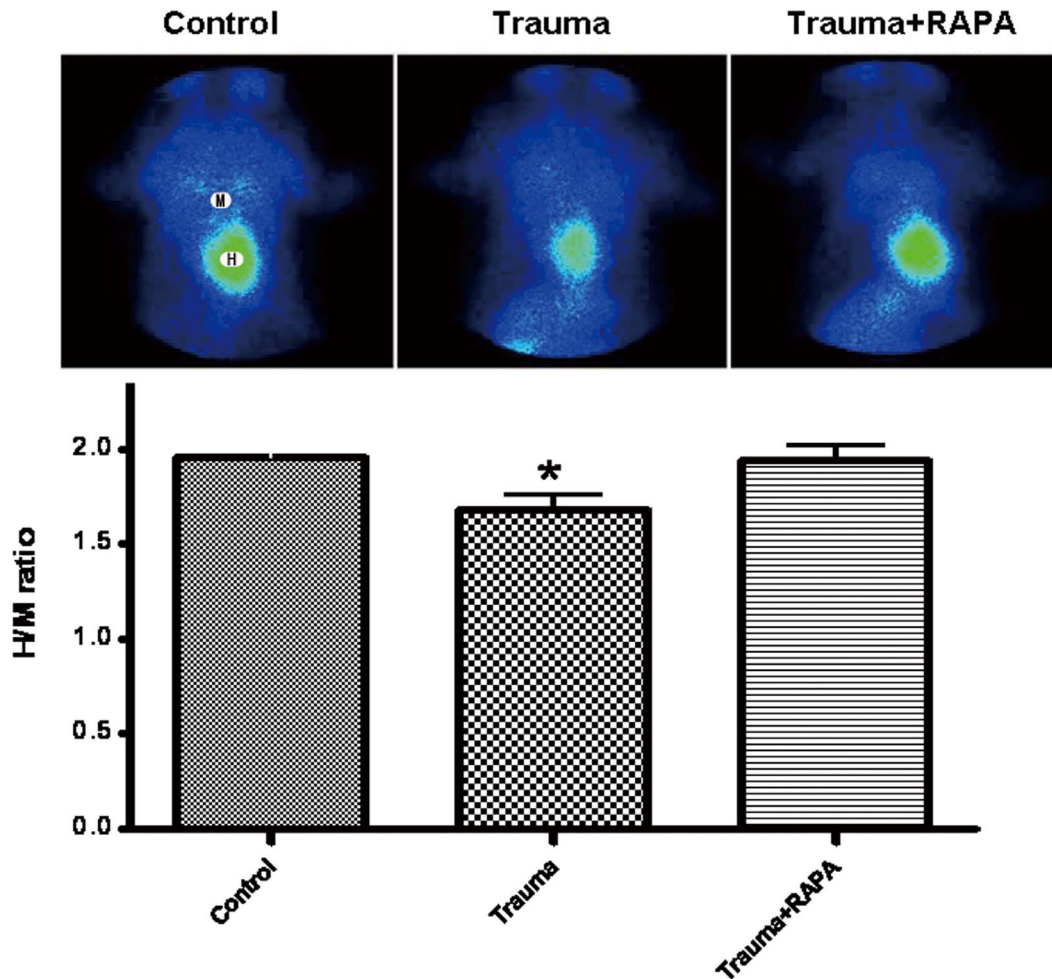 Control Trauma Trauma+RAPA
M
H
*
2.0
1.5
1.0
0.5
0.0
H/M ratio
Control
Trauma
Trauma+RAPA